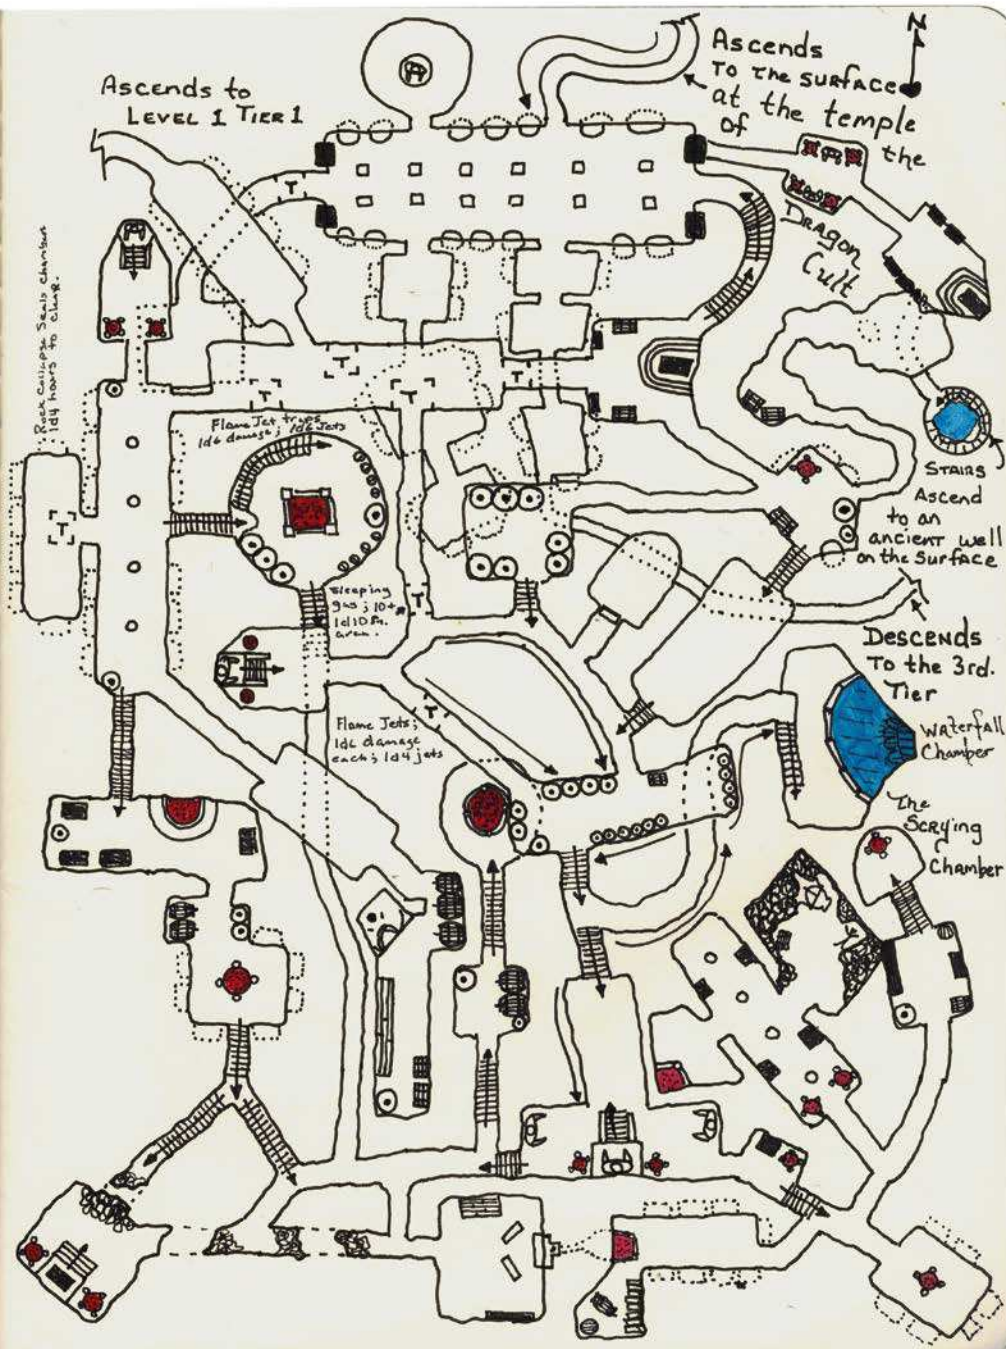 N
Ascends to
LEVEL 1 TIER 1
Ascends
TO The SURFACE
at the temple
of the
DRAGON
Cult
Rock Collapse Seals chambers
1d4 hours to clear.
T
T
T
T
T
Flame Jet traps
1d6 damage; 1d6 Jets
STAIRS
Ascend
to an
ancient well
on the surface
T
Sleeping
gas; 10+
1d10
area.
T
DESCENDS
TO the 3rd.
Tier
T
Flame Jets;
1d6 damage
each; 1d4 jets
Waterfall
Chamber
The
Scrying
Chamber